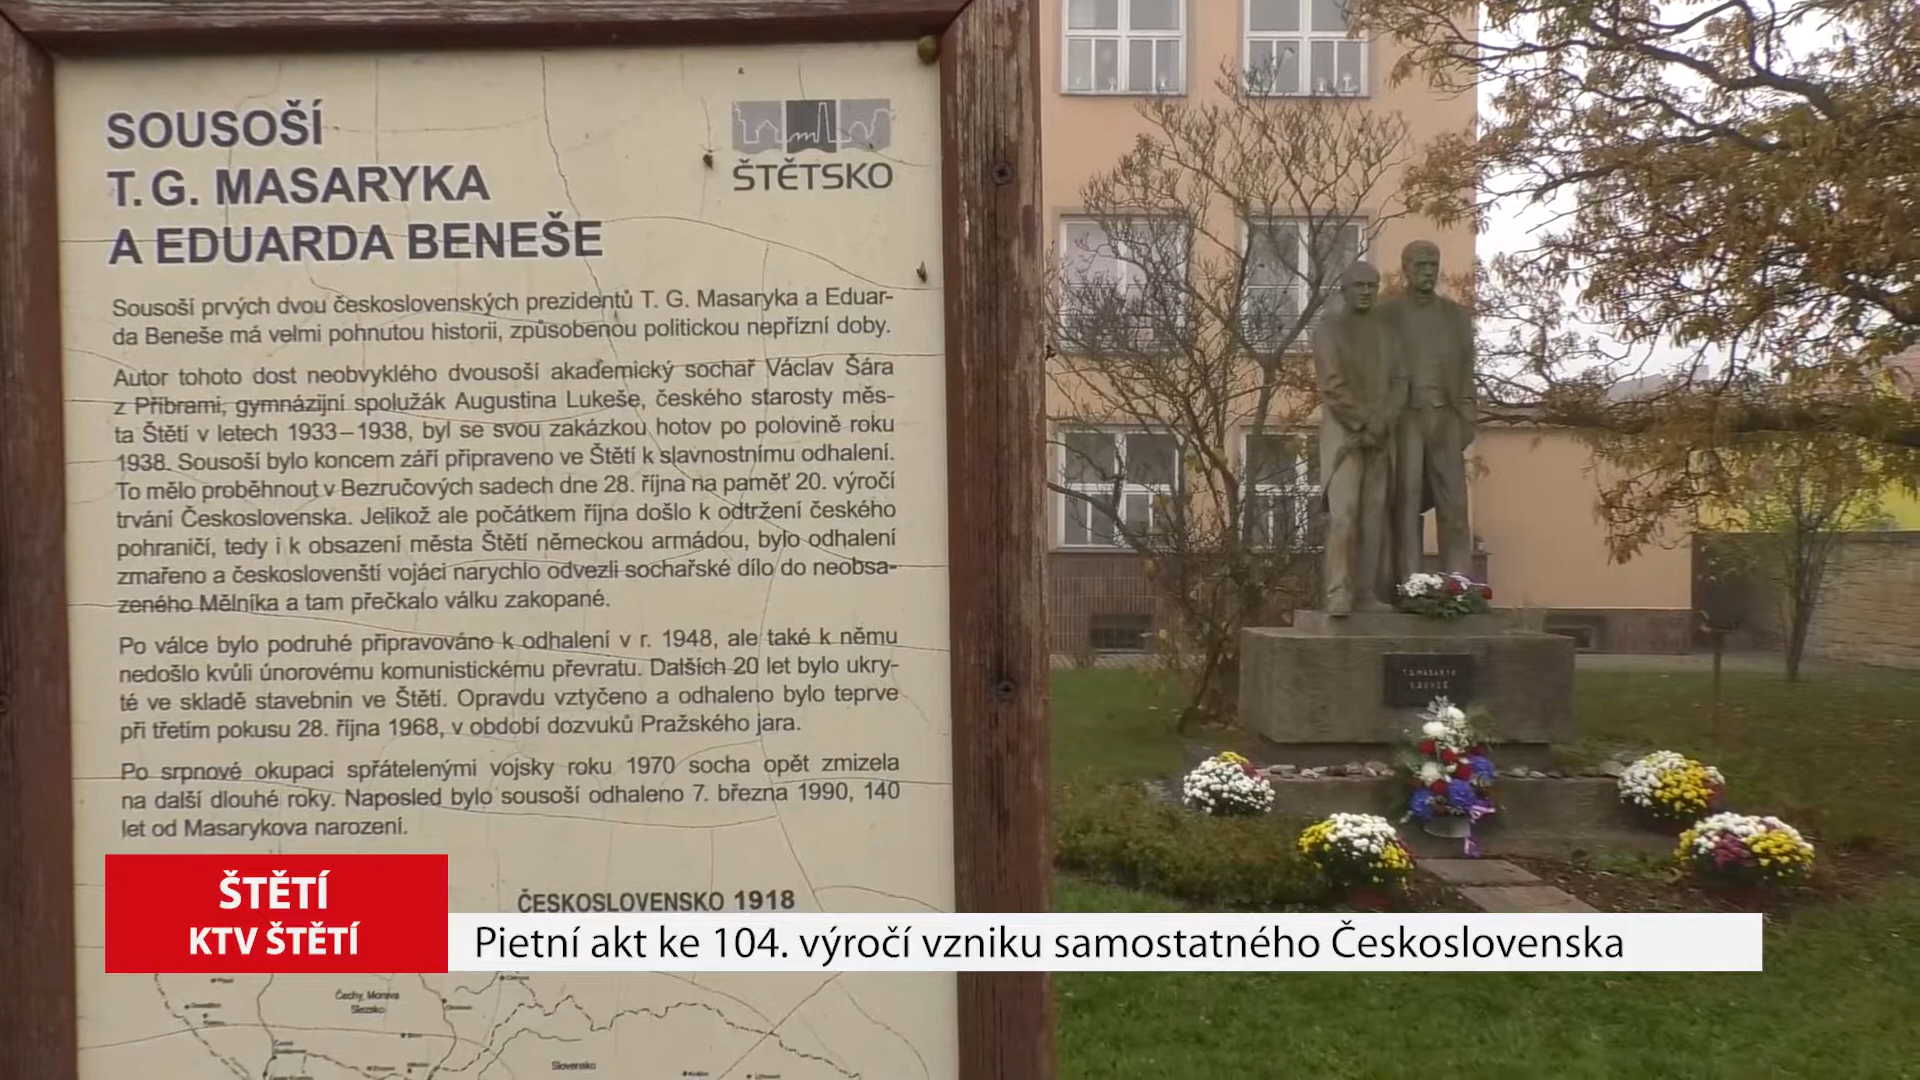 SOUSOŠÍ
T. G. MASARYKA
A EDUARDA BENEŠE
ŠTĚTSKO
Sousoší prvých dvou československých prezidentů T. G. Masaryka a Eduar-
da Beneše má velmi pohnutou historii, způsobenou politickou nepřízní doby.
Autor tohoto dost neobvyklého dvousoší akademický sochař Václav Šára
z Příbrami, gymnázijní spolužák Augustina Lukeše, českého starosty měs-
ta Štětí v letech 1933–1938, byl se svou zakázkou hotov po polovině roku
1938. Sousoší bylo koncem září připraveno ve Štětí k slavnostnímu odhalení.
To mělo proběhnout v Bezručových sadech dne 28. října na paměť 20. výročí
trvání Československa. Jelikož ale počátkem října došlo k odtržení českého
pohraničí, tedy i k obsazení města Štětí německou armádou, bylo odhalení
zmařeno a českoslovenští vojáci narychlo odvezli sochařské dílo do neobsa-
zeného Mělníka a tam přečkalo válku zakopané.
Po válce bylo podruhé připravováno k odhalení v r. 1948, ale také k němu
nedošlo kvůli únorovému komunistickému převratu. Dalších 20 let bylo ukry-
té ve skladě stavebnin ve Štětí. Opravdu vztyčeno a odhaleno bylo teprve
při třetím pokusu 28. října 1968, v období dozvuků Pražského jara.
Po srpnové okupaci spřátelenými vojsky roku 1970 socha opět zmizela
na další dlouhé roky. Naposled bylo sousoší odhaleno 7. března 1990, 140
let od Masarykova narození.
ČESKOSLOVENSKO 1918
Čechy, Morava
Slezsko
Slovensko
T.G.MASARYK
E.BENEŠ
ŠTĚTÍ
KTV ŠTĚTÍ
Pietní akt ke 104. výročí vzniku samostatného Československa